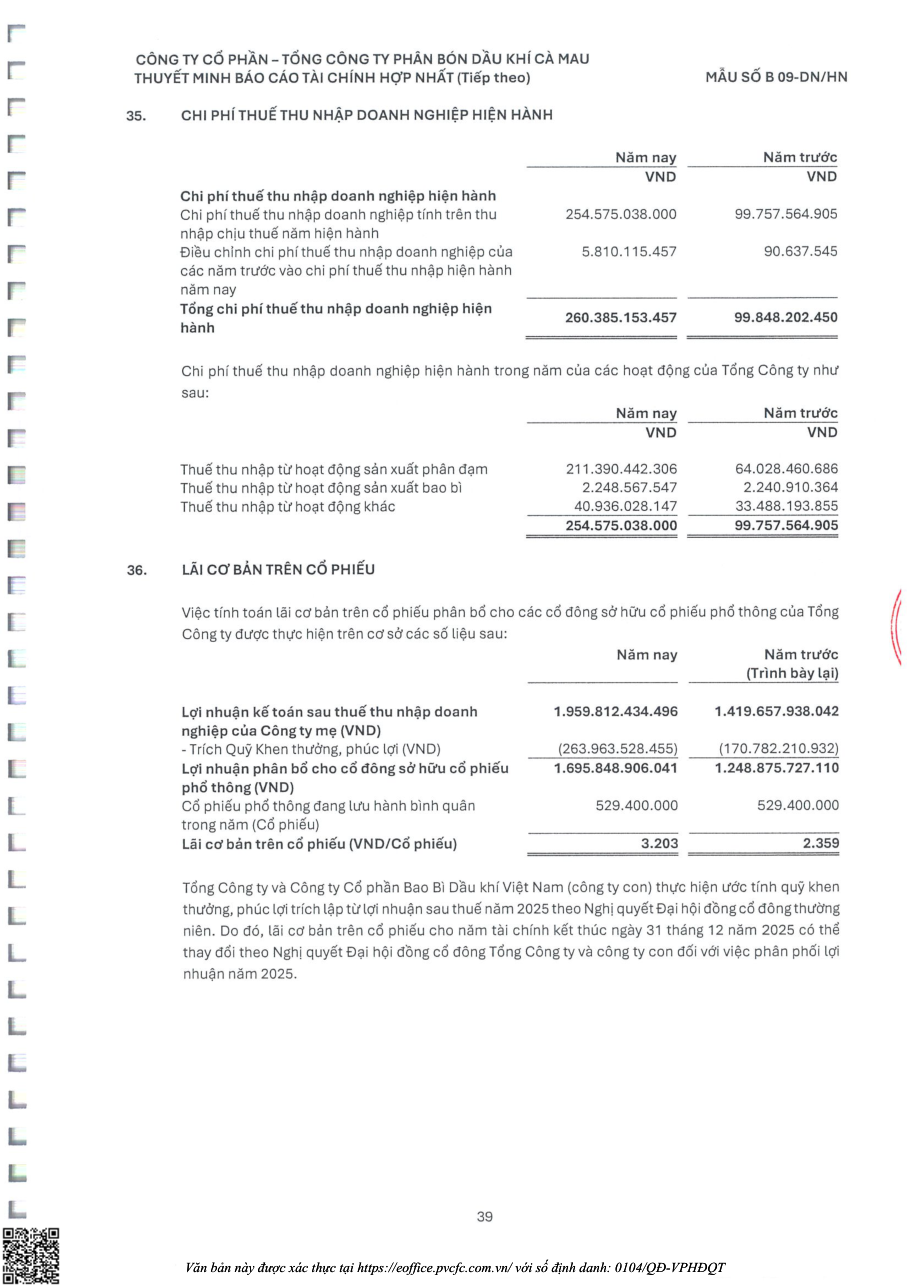 CÔNG TY CỔ PHẦN – TỔNG CÔNG TY PHÂN BÓN DẦU KHÍ CÀ MAU
THUYẾT MINH BÁO CÁO TÀI CHÍNH HỢP NHẤT (Tiếp theo) MẪU SỐ B 09-DN/HN
35. CHI PHÍ THUẾ THU NHẬP DOANH NGHIỆP HIỆN HÀNH
Năm nay Năm trước
VND VND
Chi phí thuế thu nhập doanh nghiệp hiện hành
Chi phí thuế thu nhập doanh nghiệp tính trên thu 254.575.038.000 99.757.564.905
nhập chịu thuế năm hiện hành
Điều chỉnh chi phí thuế thu nhập doanh nghiệp của 5.810.115.457 90.637.545
các năm trước vào chi phí thuế thu nhập hiện hành
năm nay
Tổng chi phí thuế thu nhập doanh nghiệp hiện 260.385.153.457 99.848.202.450
hành
Chi phí thuế thu nhập doanh nghiệp hiện hành trong năm của các hoạt động của Tổng Công ty như
sau:
Năm nay Năm trước
VND VND
Thuế thu nhập từ hoạt động sản xuất phân đạm 211.390.442.306 64.028.460.686
Thuế thu nhập từ hoạt động sản xuất bao bì 2.248.567.547 2.240.910.364
Thuế thu nhập từ hoạt động khác 40.936.028.147 33.488.193.855
254.575.038.000 99.757.564.905
36. LÃI CƠ BẢN TRÊN CỔ PHIẾU
Việc tính toán lãi cơ bản trên cổ phiếu phân bổ cho các cổ đông sở hữu cổ phiếu phổ thông của Tổng
Công ty được thực hiện trên cơ sở các số liệu sau:
Năm nay Năm trước
(Trình bày lại)
Lợi nhuận kế toán sau thuế thu nhập doanh 1.959.812.434.496 1.419.657.938.042
nghiệp của Công ty mẹ (VND)
- Trích Quỹ Khen thưởng, phúc lợi (VND) (263.963.528.455) (170.782.210.932)
Lợi nhuận phân bổ cho cổ đông sở hữu cổ phiếu 1.695.848.906.041 1.248.875.727.110
phổ thông (VND)
Cổ phiếu phổ thông đang lưu hành bình quân 529.400.000 529.400.000
trong năm (Cổ phiếu)
Lãi cơ bản trên cổ phiếu (VND/Cổ phiếu) 3.203 2.359
Tổng Công ty và Công ty Cổ phần Bao Bì Dầu khí Việt Nam (công ty con) thực hiện ước tính quỹ khen
thưởng, phúc lợi trích lập từ lợi nhuận sau thuế năm 2025 theo Nghị quyết Đại hội đồng cổ đông thường
niên. Do đó, lãi cơ bản trên cổ phiếu cho năm tài chính kết thúc ngày 31 tháng 12 năm 2025 có thể
thay đổi theo Nghị quyết Đại hội đồng cổ đông Tổng Công ty và công ty con đối với việc phân phối lợi
nhuận năm 2025.
39
Văn bản này được xác thực tại https://eoffice.pvcfc.com.vn/ với số định danh: 0104/QĐ-VPHĐQT